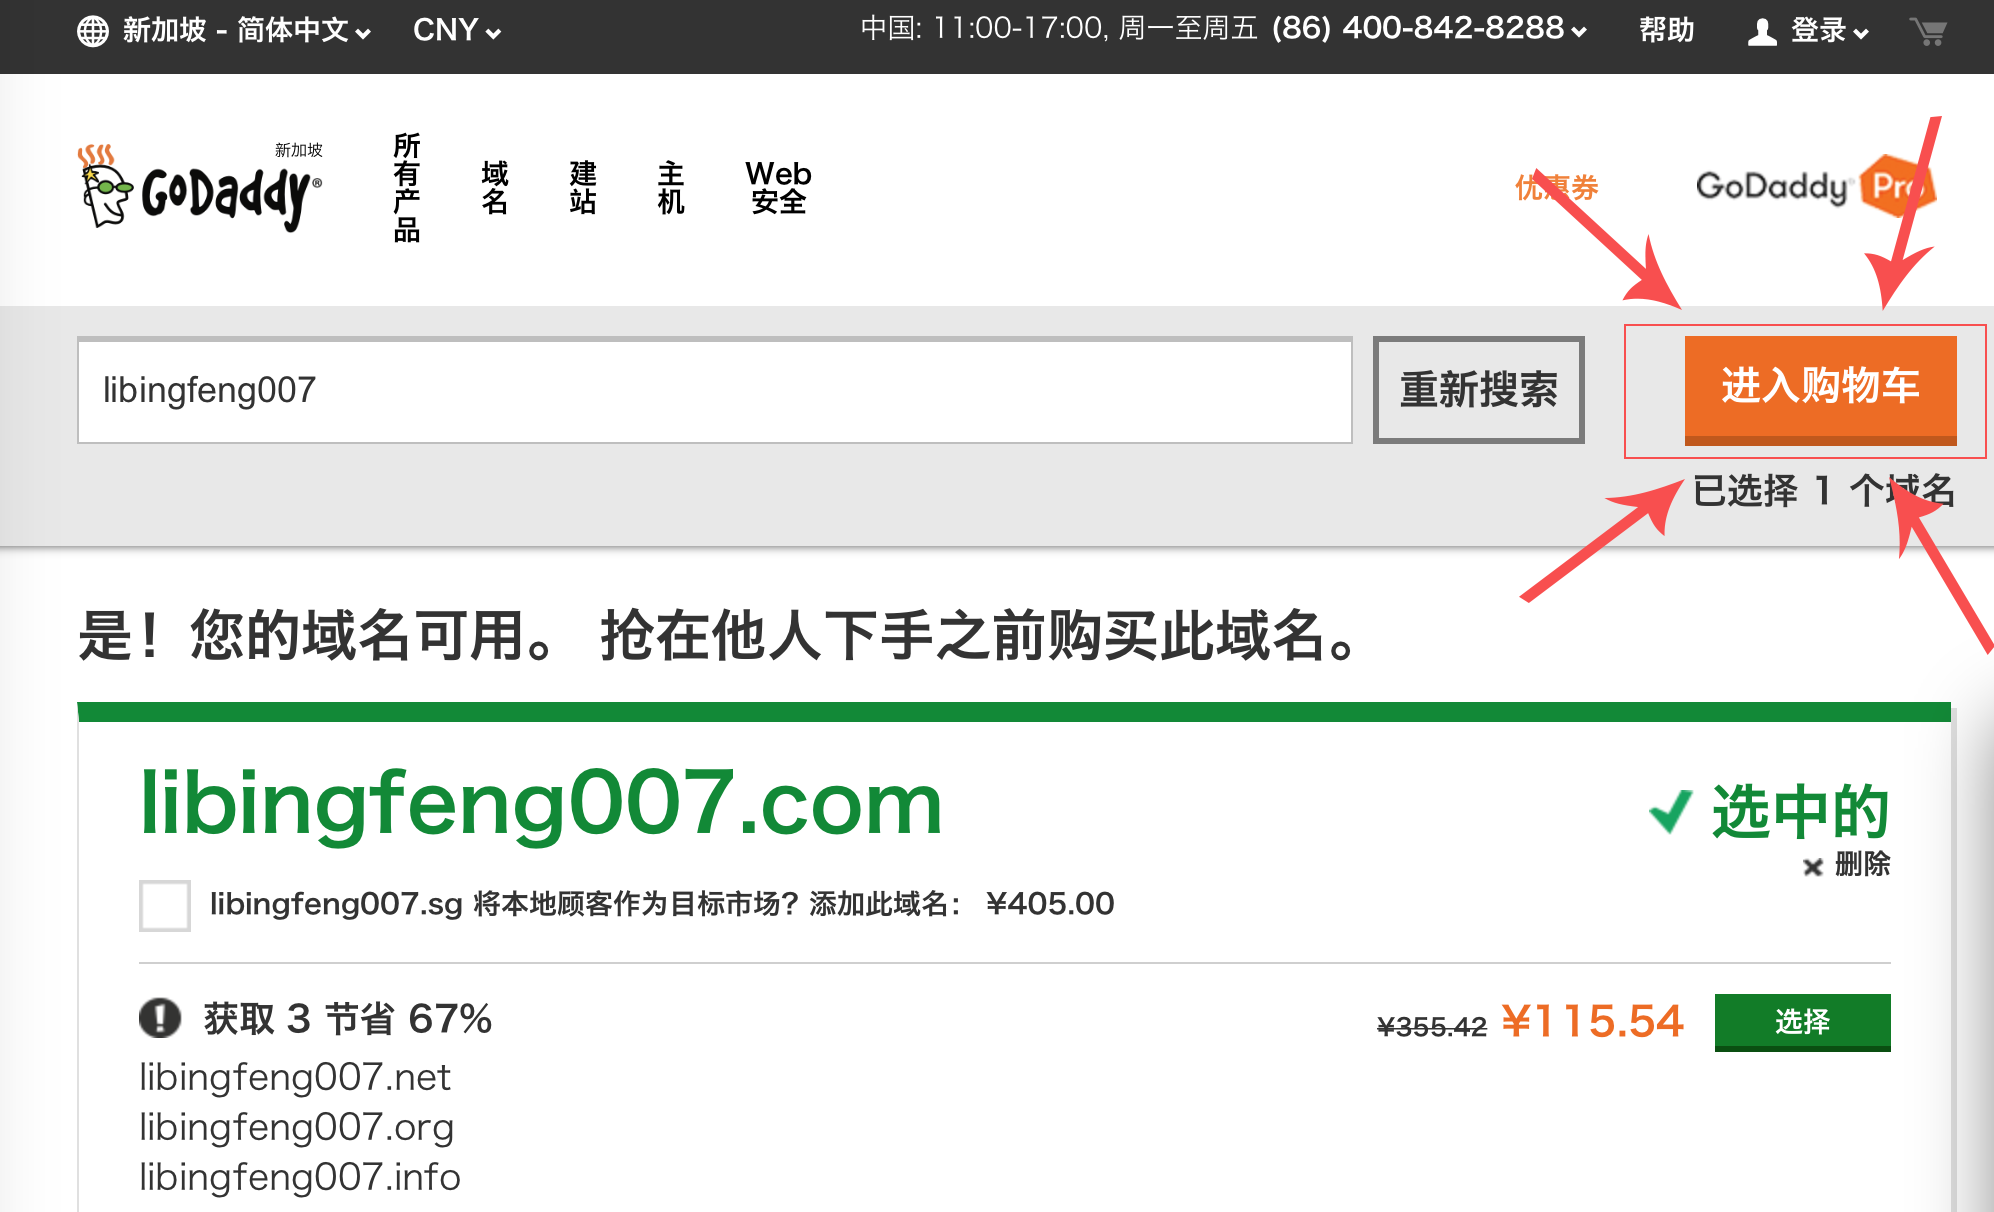 新加坡 - 简体中文 CNY 中国: 11:00-17:00, 周一至周五 (86) 400-842-8288 帮助 登录
新加坡
GoDaddy®
所有产品
域名
建站
主机
Web安全
优惠券
GoDaddy® Pro
libingfeng007
重新搜索
进入购物车
已选择 1 个域名
是！您的域名可用。 抢在他人下手之前购买此域名。
libingfeng007.com
选中的
删除
libingfeng007.sg 将本地顾客作为目标市场？添加此域名： ¥405.00
获取 3 节省 67%
¥355.42 ¥115.54 选择
libingfeng007.net
libingfeng007.org
libingfeng007.info